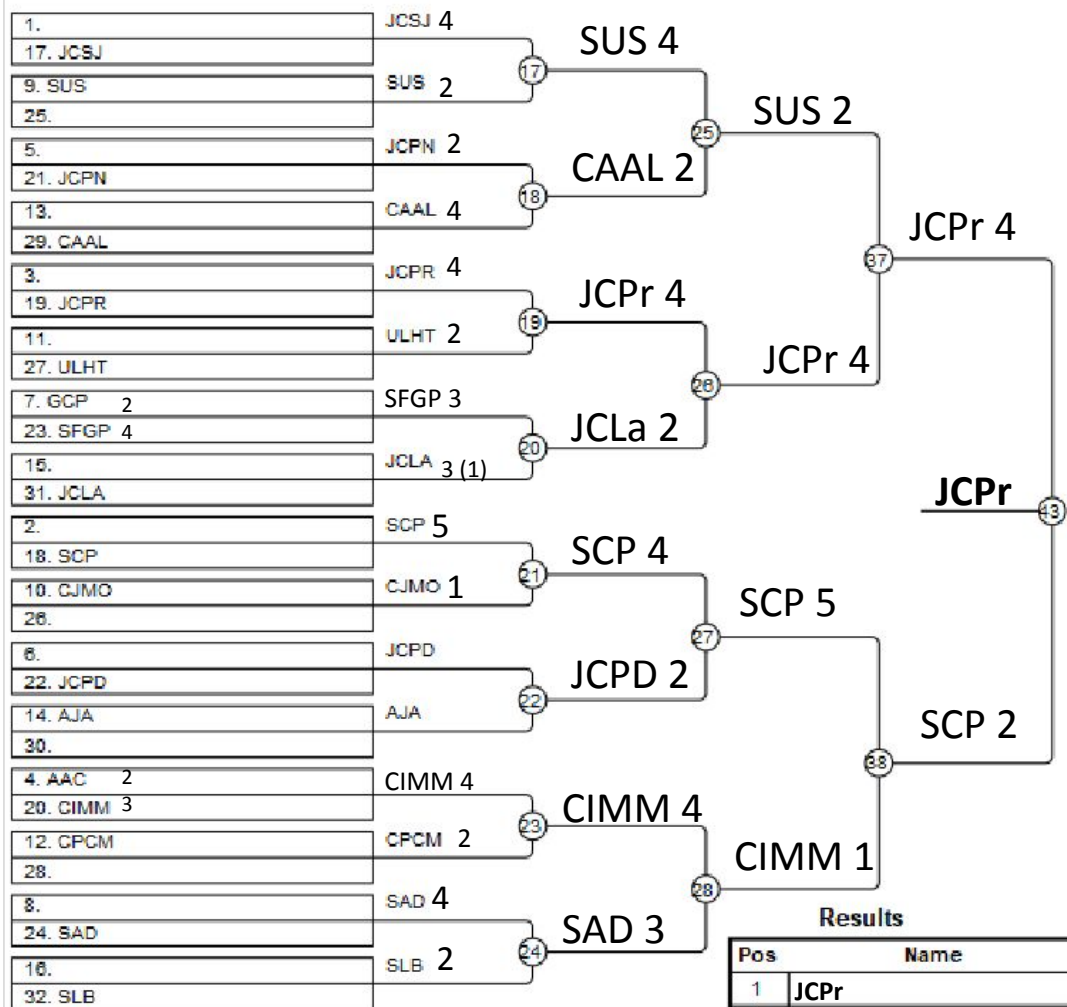 1.
17. JCSJ
9. SUS
25.
5.
21. JCPN
13.
29. CAAL
3.
19. JCPR
11.
27. ULHT
7. GCP 2
23. SFGP 4
15.
31. JCLA
2.
18. SCP
10. CJMO
26.
6.
22. JCPD
14. AJA
30.
4. AAC 2
20. CIMM 3
12. CPCM
28.
8.
24. SAD
16.
32. SLB
JCSJ 4
SUS 2
JCPN 2
CAAL 4
JCPR 4
ULHT 2
SFGP 3
JCLA 3 (1)
SCP 5
CJMO 1
JCPD
AJA
CIMM 4
CPCM 2
SAD 4
SLB 2
17
18
19
20
21
22
23
24
SUS 4
CAAL 2
JCPr 4
JCLa 2
SCP 4
JCPD 2
CIMM 4
SAD 3
25
26
27
28
SUS 2
JCPr 4
SCP 5
CIMM 1
37
38
JCPr 4
SCP 2
43
JCPr
Results
Pos Name
1 JCPr